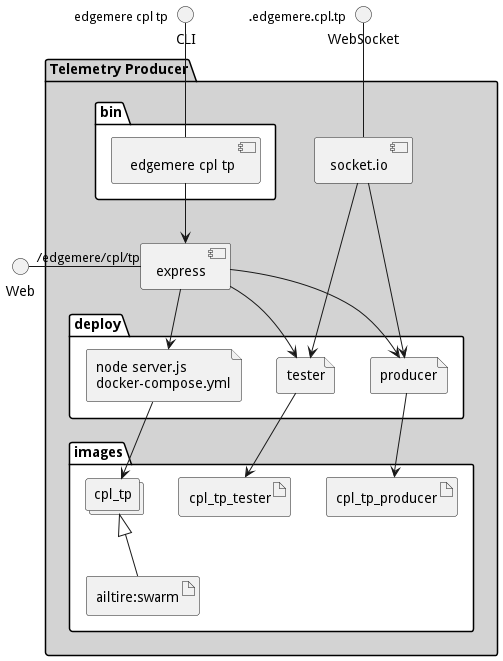 edgemere cpl tp
.edgemere.cpl.tp
CLI
WebSocket
Telemetry Producer
bin
edgemere cpl tp
socket.io
/edgemere/cpl/tp
express
Web
deploy
node server.js
docker-compose.yml
tester
producer
images
cpl_tp
cpl_tp_tester
cpl_tp_producer
ailtire:swarm